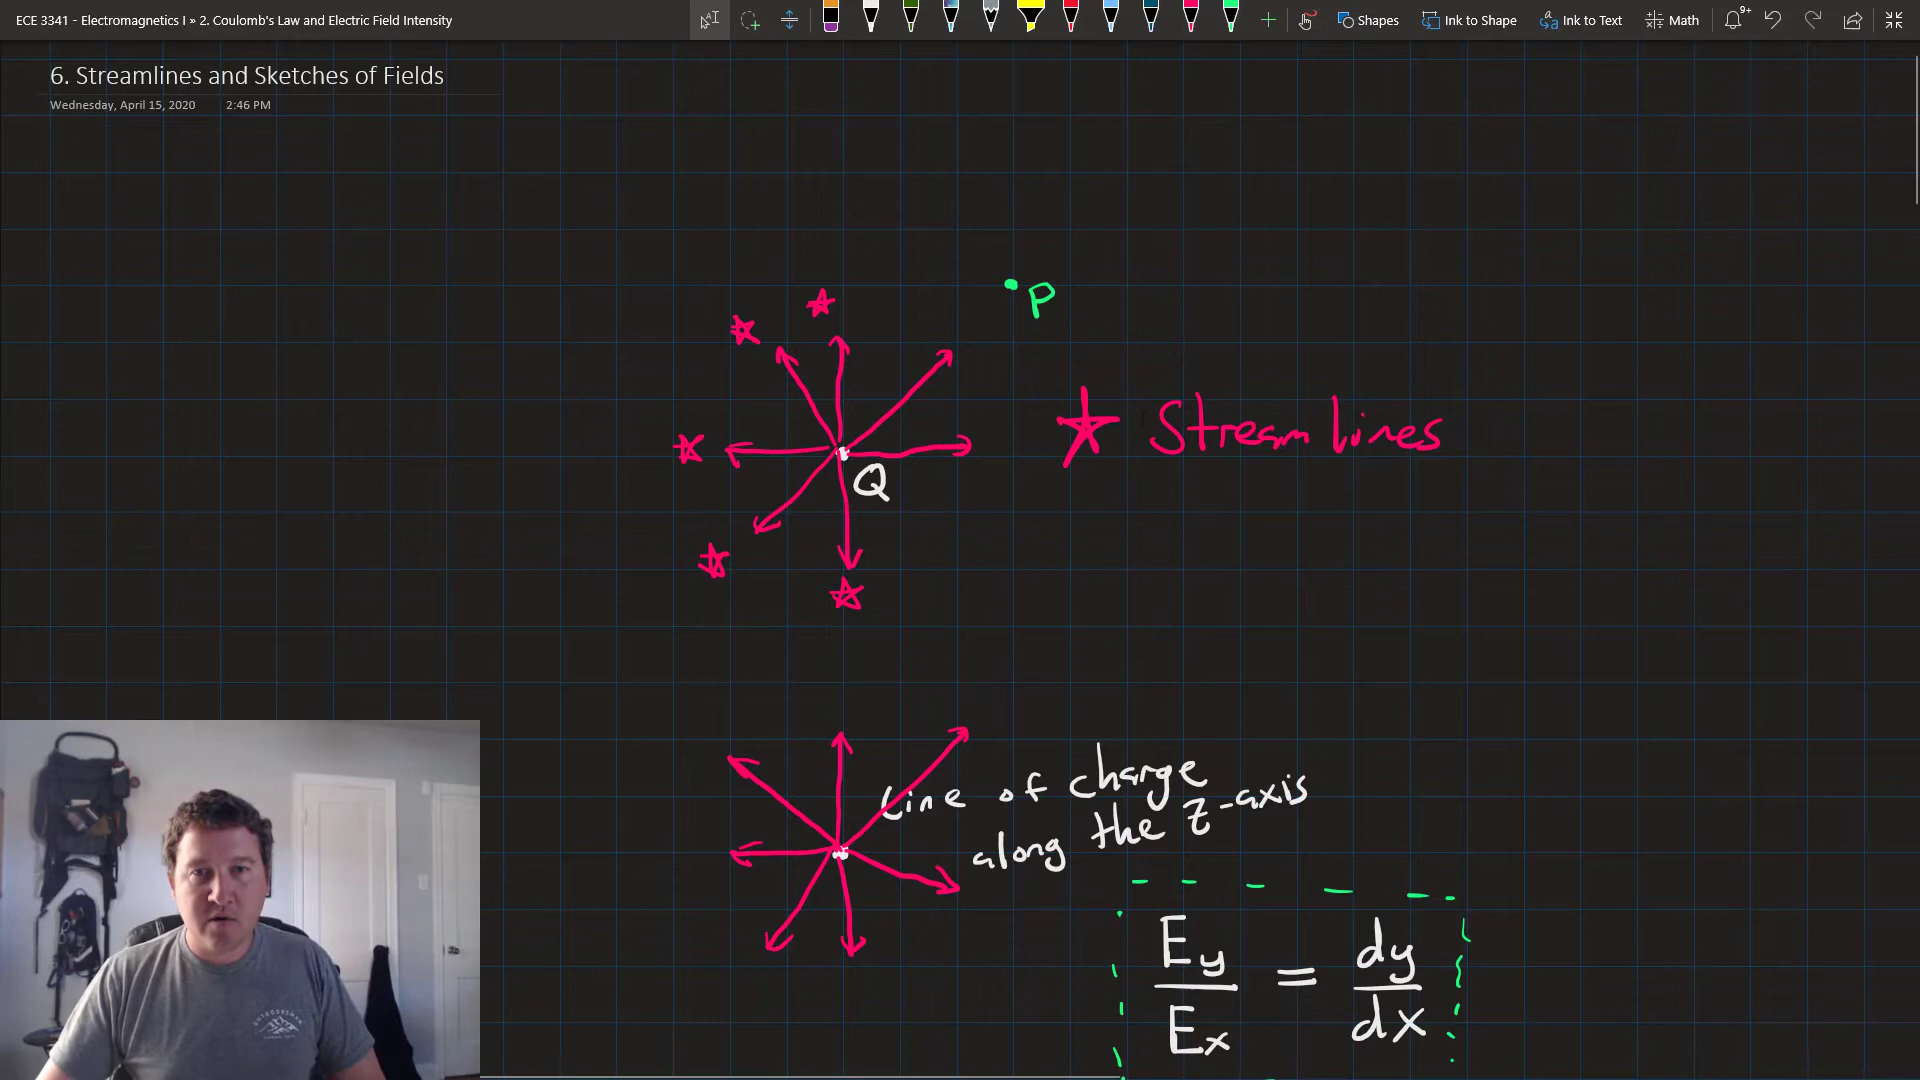 ECE 3341 - Electromagnetics I » 2. Coulomb's Law and Electric Field Intensity
Shapes
Ink to Shape
Ink to Text
Math
9+
6. Streamlines and Sketches of Fields
Wednesday, April 15, 2020 2:46 PM
P
Streamlines
Q
Line of charge
along the z-axis
Ey/Ex = dy/dx